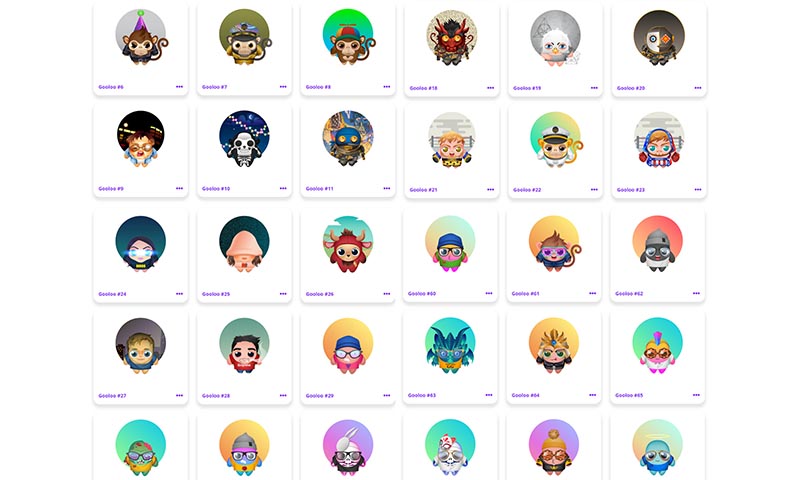 Gooloo #6
Gooloo #7
Gooloo #8
Gooloo #18
Gooloo #19
Gooloo #20
Gooloo #9
Gooloo #10
Gooloo #11
Gooloo #21
Gooloo #22
Gooloo #23
Gooloo #24
Gooloo #25
Gooloo #26
Gooloo #60
Gooloo #61
Gooloo #62
Gooloo #27
Gooloo #28
Gooloo #29
Gooloo #63
Gooloo #64
Gooloo #65